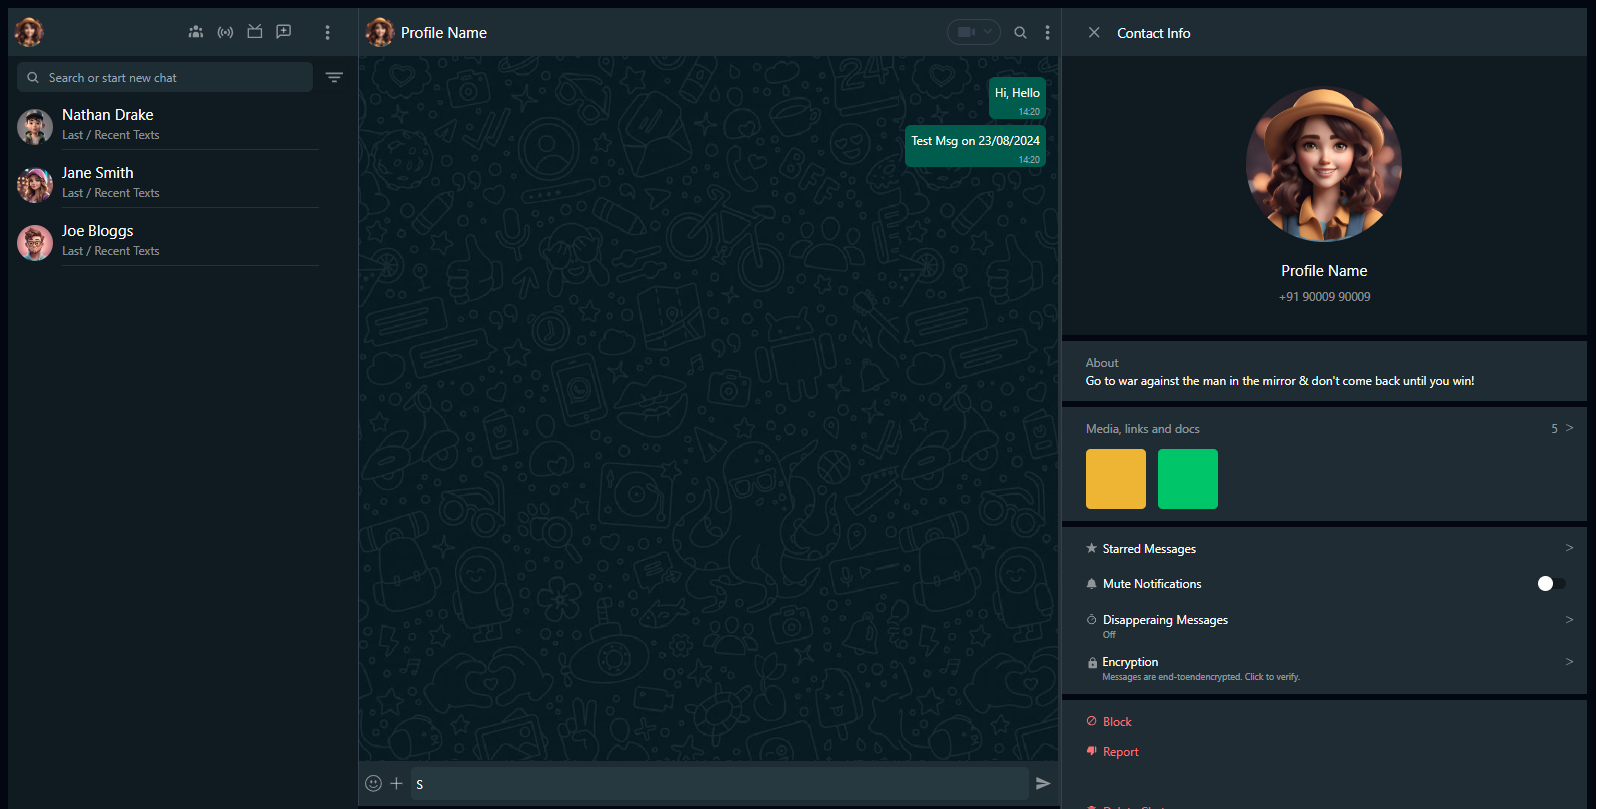 Search or start new chat
Nathan Drake
Last / Recent Texts
Jane Smith
Last / Recent Texts
Joe Bloggs
Last / Recent Texts
Profile Name
Hi, Hello
14:20
Test Msg on 23/08/2024
14:20
S
Contact Info
Profile Name
+91 90009 90009
About
Go to war against the man in the mirror & don't come back until you win!
Media, links and docs
5 >
Starred Messages >
Mute Notifications
Disapperaing Messages >
Off
Encryption >
Messages are end-toendencrypted. Click to verify.
Block
Report